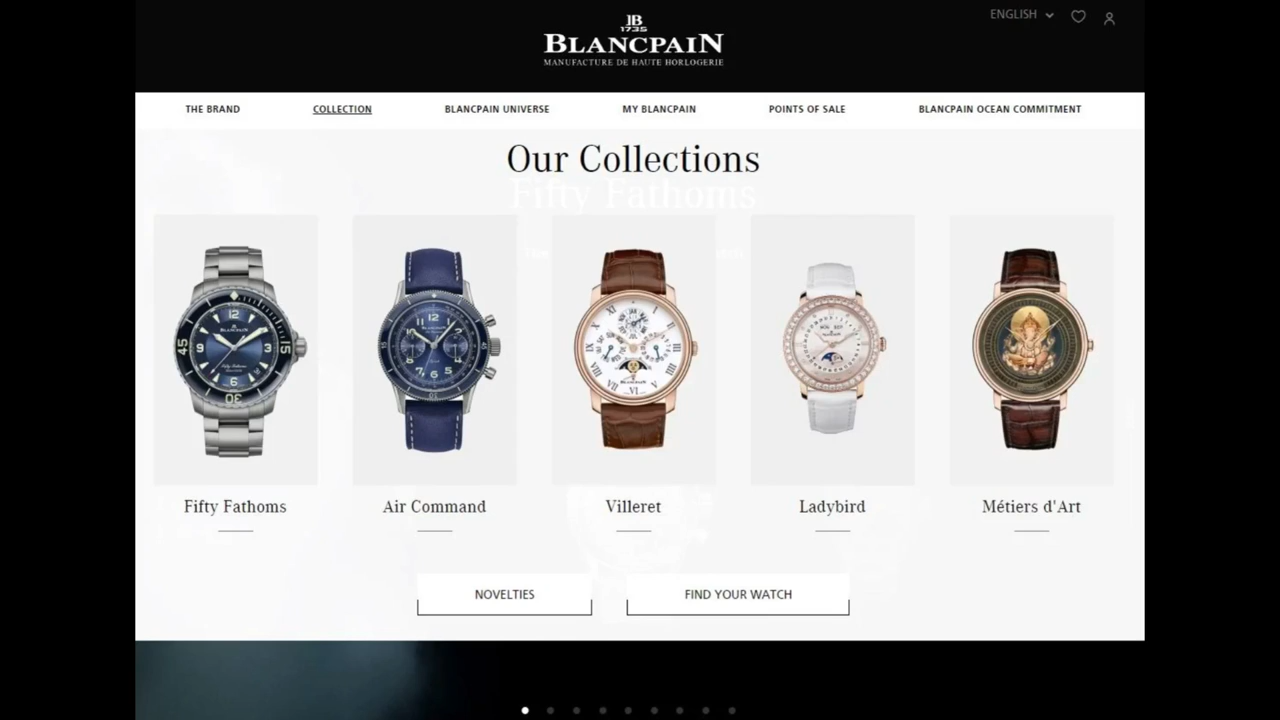 ENGLISH
JB
1735
BLANCPAIN
MANUFACTURE DE HAUTE HORLOGERIE
THE BRAND
COLLECTION
BLANCPAIN UNIVERSE
MY BLANCPAIN
POINTS OF SALE
BLANCPAIN OCEAN COMMITMENT
Our Collections
Fifty Fathoms
Fifty Fathoms
Air Command
Villeret
Ladybird
Métiers d'Art
NOVELTIES
FIND YOUR WATCH